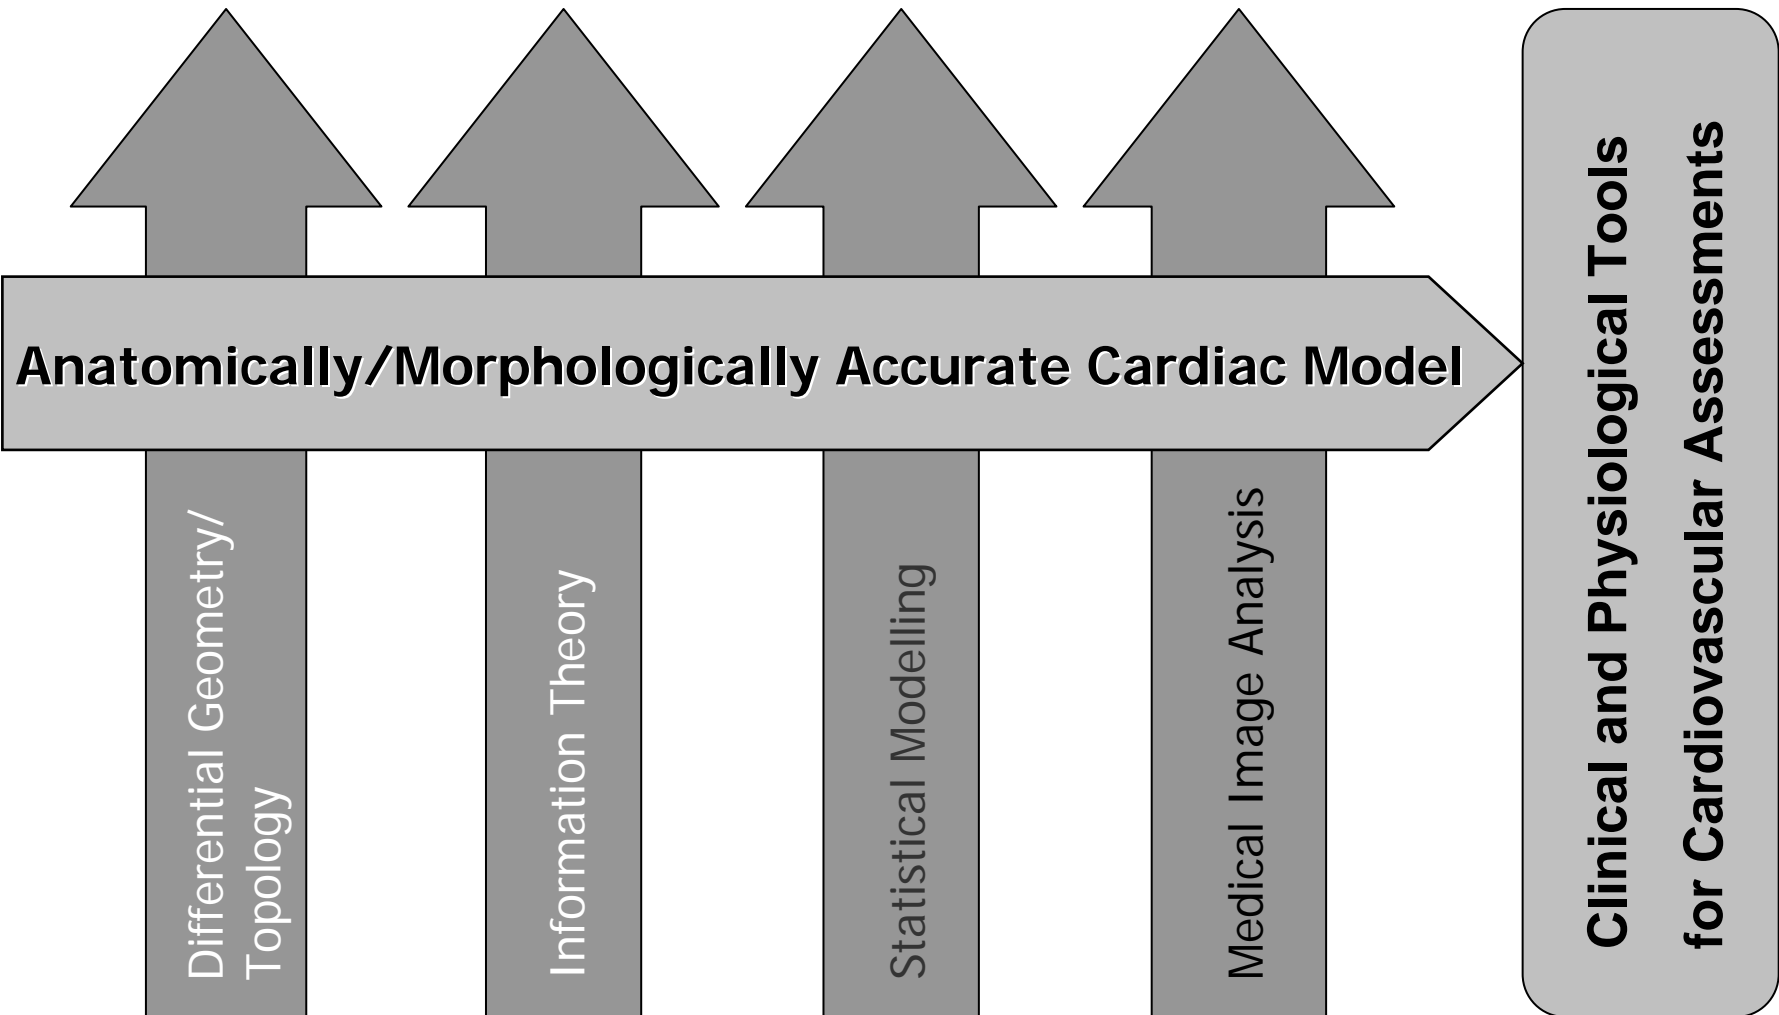 Anatomically/Morphologically Accurate Cardiac Model
Differential Geometry/
Topology
Information Theory
Statistical Modelling
Medical Image Analysis
Clinical and Physiological Tools
for Cardiovascular Assessments